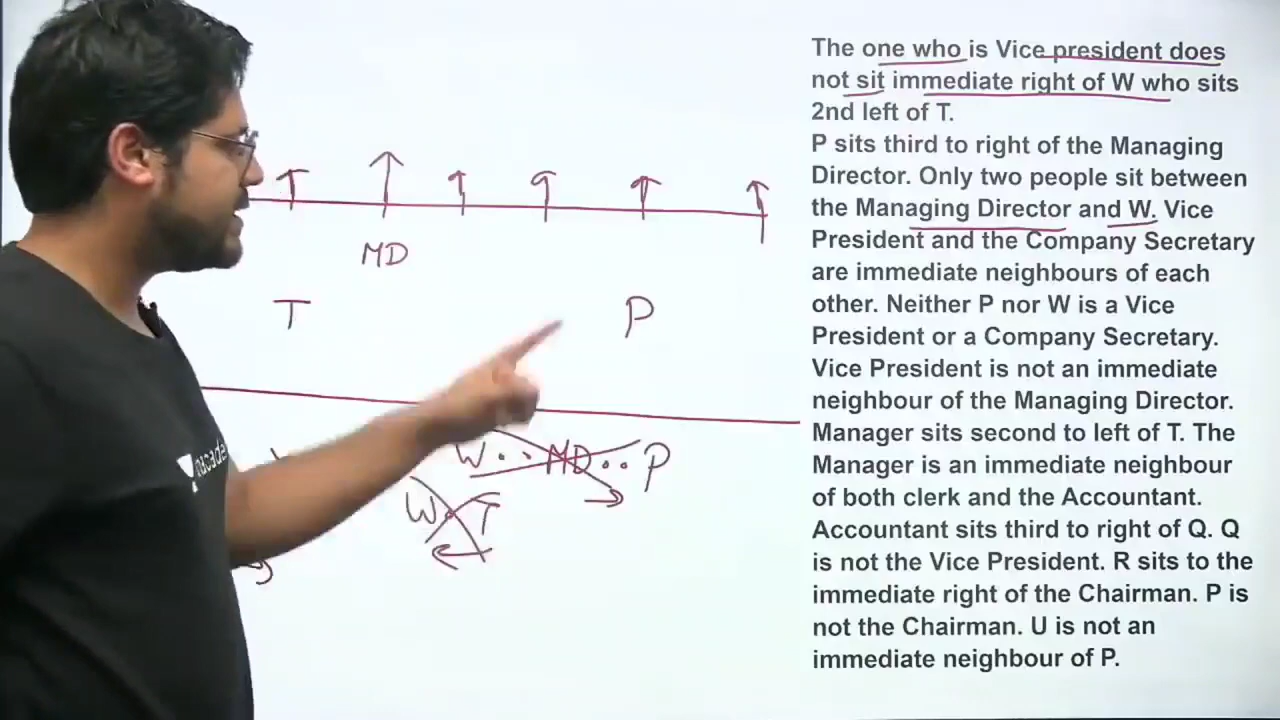 The one who is Vice president does
not sit immediate right of W who sits
2nd left of T.
P sits third to right of the Managing
Director. Only two people sit between
the Managing Director and W. Vice
President and the Company Secretary
are immediate neighbours of each
other. Neither P nor W is a Vice
President or a Company Secretary.
Vice President is not an immediate
neighbour of the Managing Director.
Manager sits second to left of T. The
Manager is an immediate neighbour
of both clerk and the Accountant.
Accountant sits third to right of Q. Q
is not the Vice President. R sits to the
immediate right of the Chairman. P is
not the Chairman. U is not an
immediate neighbour of P.
MD
T P
W . . MD . . P
W . T